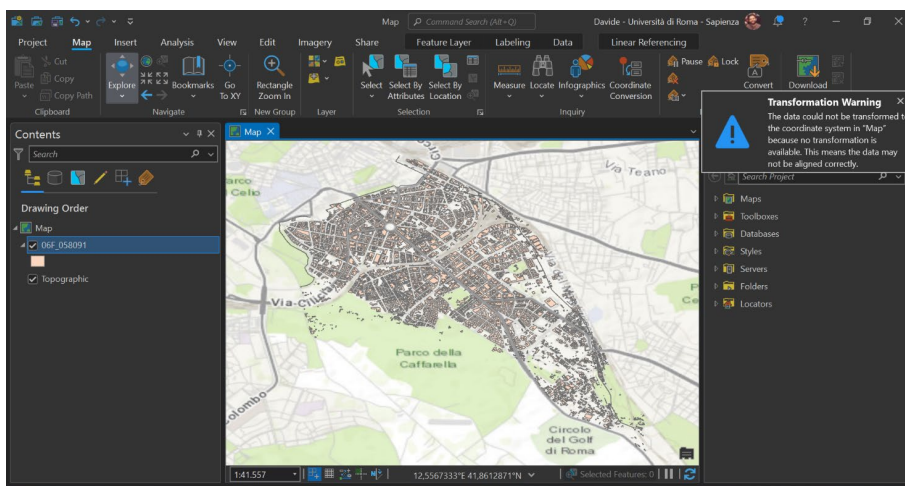 Map
Command Search (Alt+Q)
Davide - Università di Roma - Sapienza
?
Project Map Insert Analysis View Edit Imagery Share Feature Layer Labeling Data Linear Referencing
Cut
Copy
Copy Path
Paste
Explore
Bookmarks
Go To XY
Rectangle Zoom In
Select
Select By Attributes
Select By Location
Measure
Locate
Infographics
Coordinate Conversion
Pause
Lock
Convert
Download
Clipboard Navigate New Group Layer Selection Inquiry
Transformation Warning
The data could not be transformed to
the coordinate system in "Map"
because no transformation is
available. This means the data may
not be aligned correctly.
Contents
Search
Drawing Order
Map
06F_058091
Topographic
Map
Via Teano
arco
Celio
Parco della
Caffarella
Circolo
del Golf
di Roma
olombo
1:41.557
12,5567333°E 41,8612871°N
Selected Features: 0
Search Project
Maps
Toolboxes
Databases
Styles
Servers
Folders
Locators